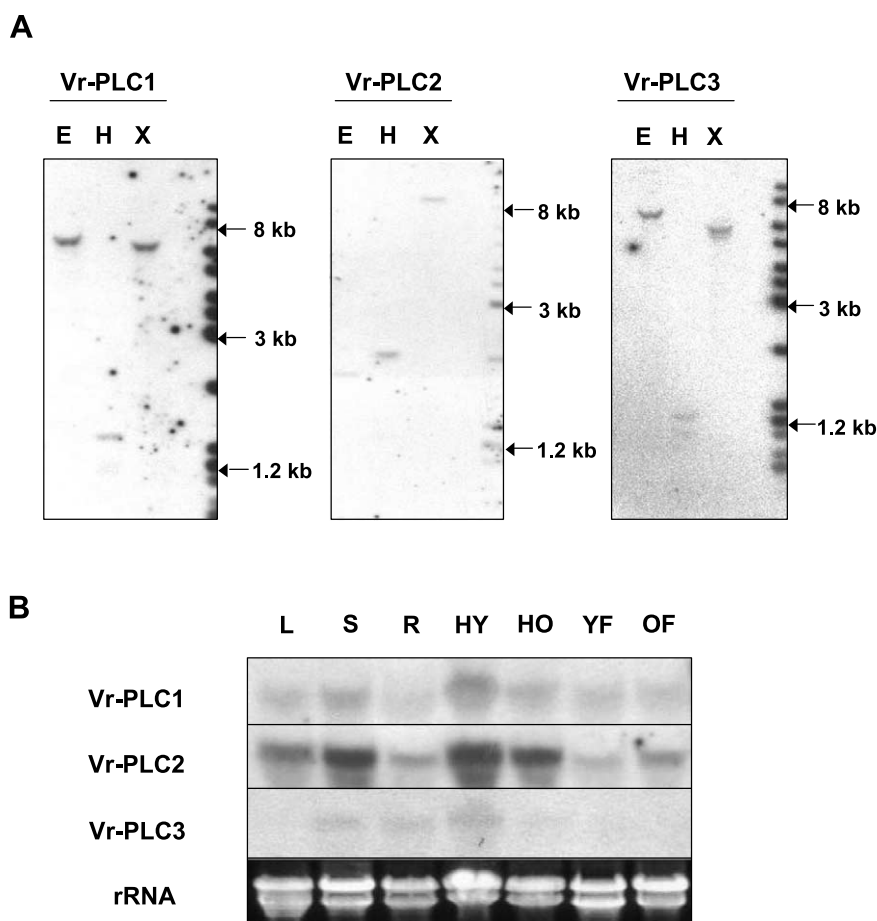 A
Vr-PLC1 Vr-PLC2 Vr-PLC3
E H X E H X E H X
8 kb 8 kb 8 kb
3 kb 3 kb 3 kb
1.2 kb 1.2 kb 1.2 kb
B
L S R HY HO YF OF
Vr-PLC1
Vr-PLC2
Vr-PLC3
rRNA